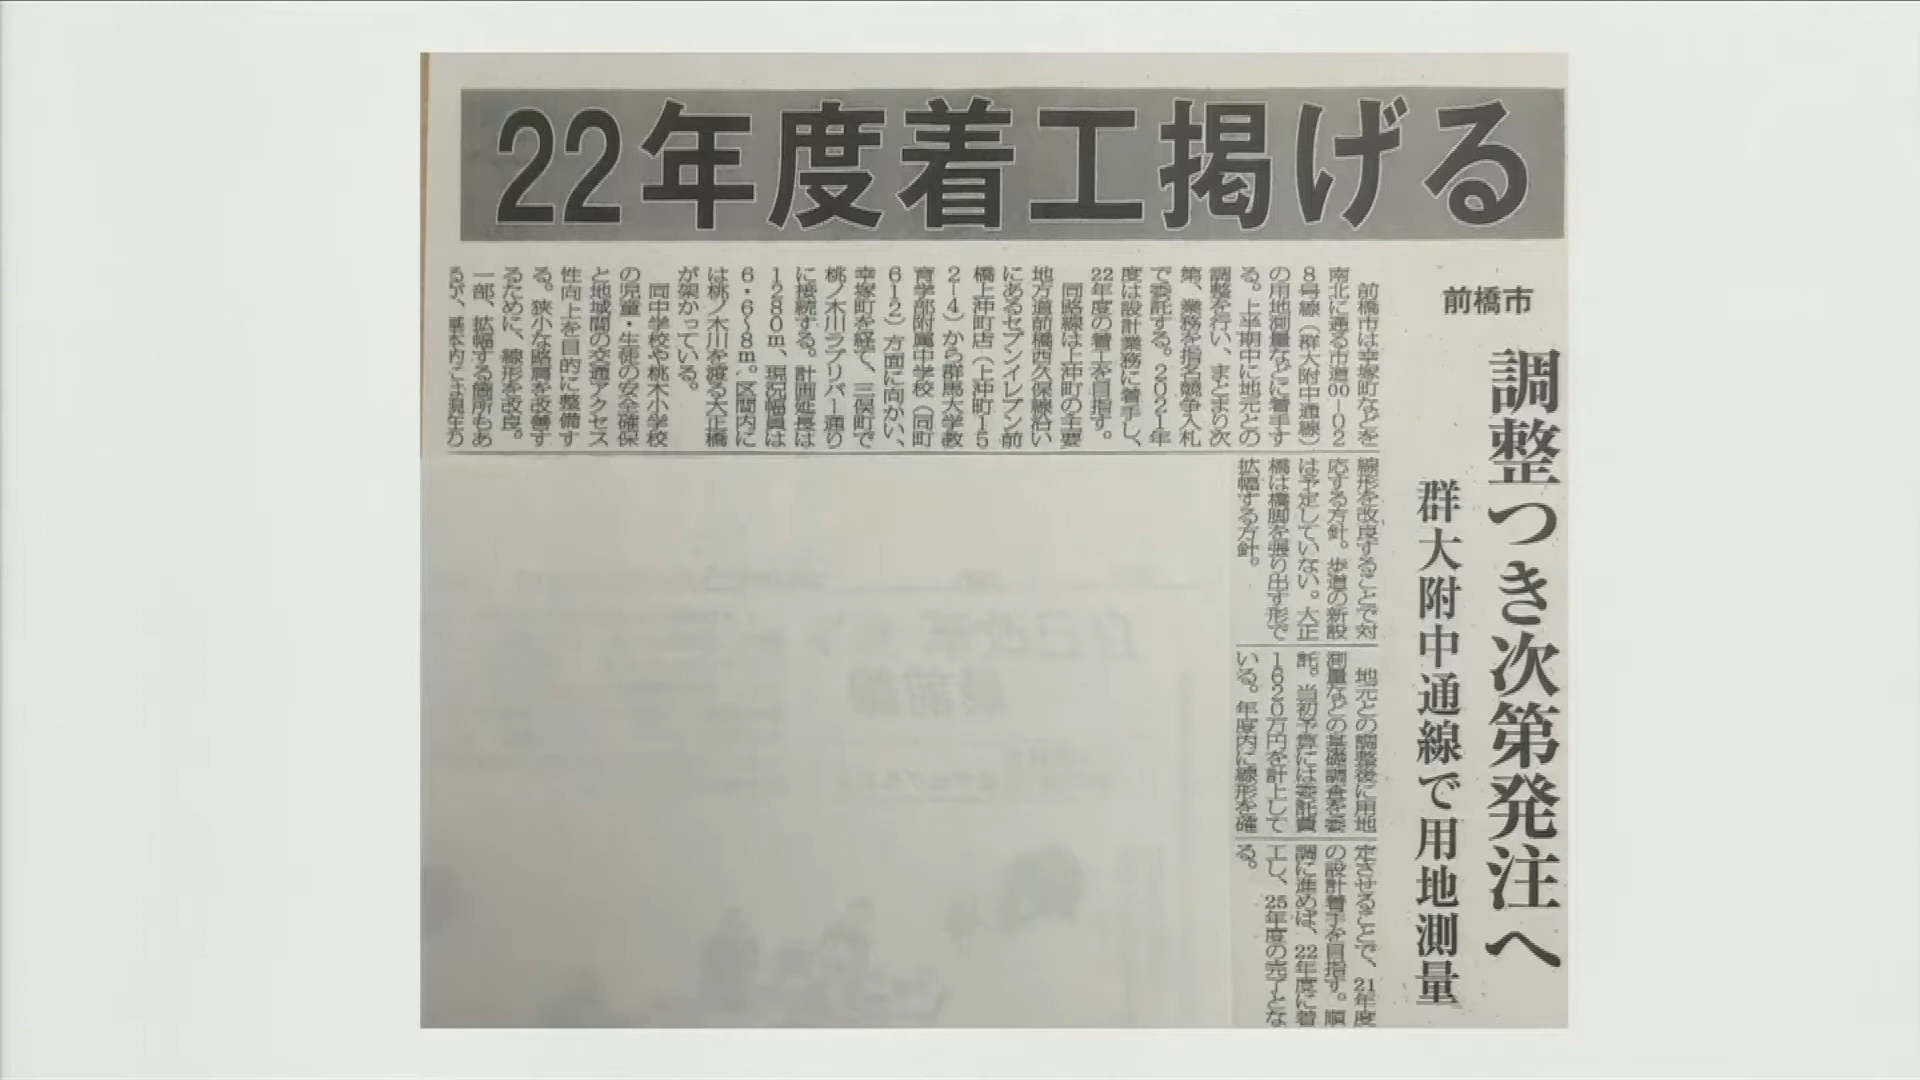 22年度着工掲げる
前橋市
調整つき次第発注へ
群大附中通線で用地測量
前橋市は幸塚町などを
南北に通る市道00−02
8号線（群大附中通線）
の用地測量などに着手す
る。上半期中に地元との
調整を行い、まとまり次
第、業務を指名競争入札
で委託する。2021年
度は設計業務に着手し、
22年度の着工を目指す。
同路線は上沖町の主要
地方道前橋西久保線沿い
にあるセブンイレブン前
橋上沖町店（上沖町15
2−4）から群馬大学教
育学部附属中学校（同町
612）方面に向かい、
幸塚町を経て、三俣町で
桃ノ木川ラブリバー通り
に接続する。計画延長は
1280m、現況幅員は
6・6〜8m。区間内に
は桃ノ木川を渡る大正橋
が架かっている。
同中学校や桃木小学校
の児童・生徒の安全確保
と地域間の交通アクセス
性向上を目的に整備す
る。狭小な路肩を改善す
るために、線形を改良。
一部、拡幅する箇所もあ
るが、基本的には現在の
線形を改良することで対
応する方針。歩道の新設
は予定していない。大正
橋は橋脚を張り出す形で
拡幅する方針。
地元との調整後に用地
測量などの基礎調査を委
託。当初予算には委託費
1620万円を計上して
いる。年度内に線形を確
定させることで、21年度
の設計着手を目指す。順
調に進めば、22年度に着
工し、25年度の完了とな
る。